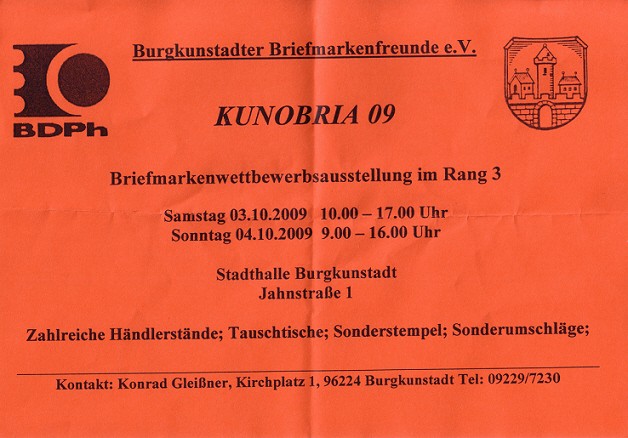 Burgkunstadter Briefmarkenfreunde e.V.
BDPh
KUNOBRIA 09
Briefmarkenwettbewerbsausstellung im Rang 3
Samstag 03.10.2009 10.00 – 17.00 Uhr
Sonntag 04.10.2009 9.00 – 16.00 Uhr
Stadthalle Burgkunstadt
Jahnstraße 1
Zahlreiche Händlerstände; Tauschtische; Sonderstempel; Sonderumschläge;
Kontakt: Konrad Gleißner, Kirchplatz 1, 96224 Burgkunstadt Tel: 09229/7230